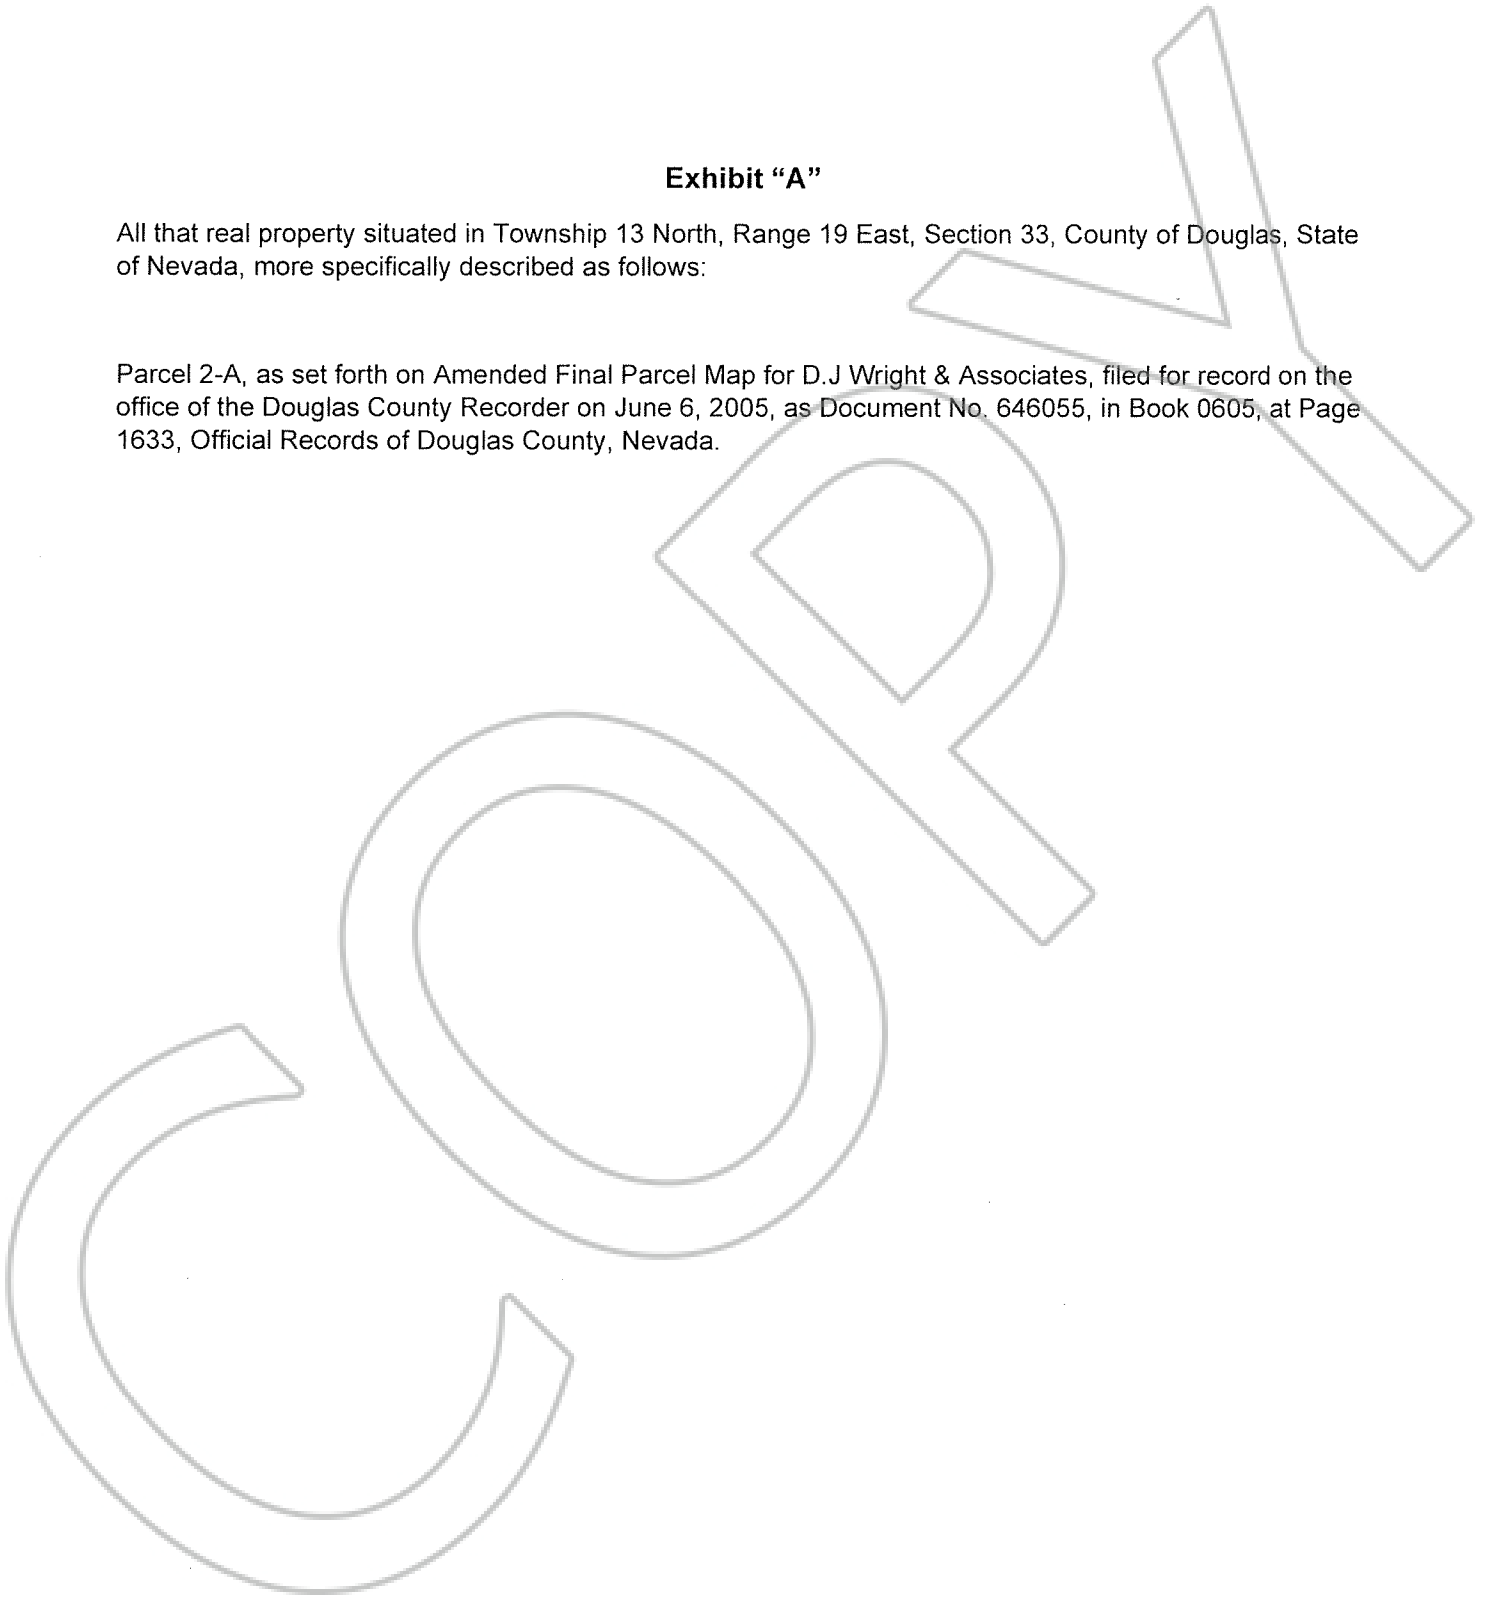 Exhibit “A”
All that real property situated in Township 13 North, Range 19 East, Section 33, County of Douglas, State
of Nevada, more specifically described as follows:
Parcel 2-A, as set forth on Amended Final Parcel Map for D.J Wright & Associates, filed for record on the
office of the Douglas County Recorder on June 6, 2005, as Document No. 646055, in Book 0605, at Page
1633, Official Records of Douglas County, Nevada.
COPY